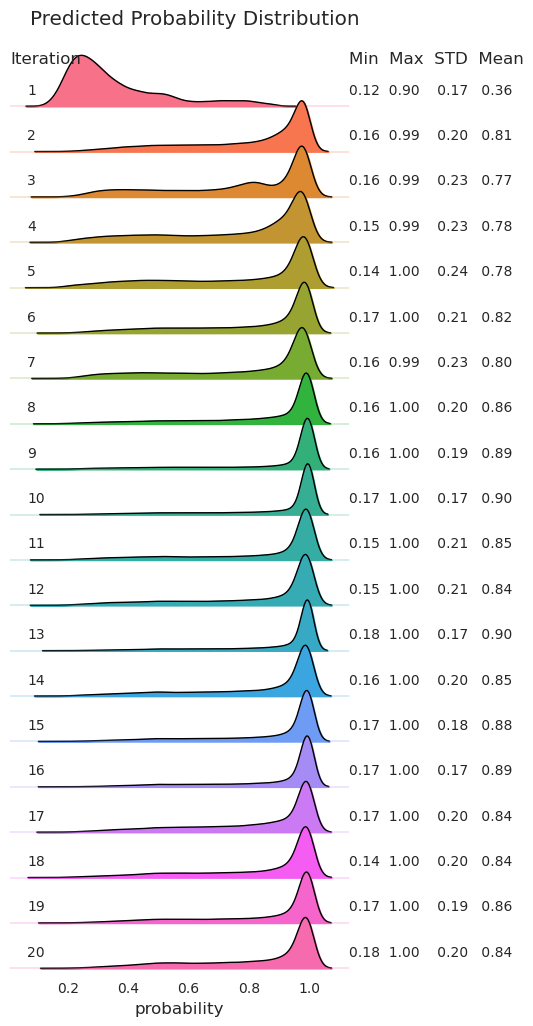 Predicted Probability Distribution
Iteration Min Max STD Mean
1 0.12 0.90 0.17 0.36
2 0.16 0.99 0.20 0.81
3 0.16 0.99 0.23 0.77
4 0.15 0.99 0.23 0.78
5 0.14 1.00 0.24 0.78
6 0.17 1.00 0.21 0.82
7 0.16 0.99 0.23 0.80
8 0.16 1.00 0.20 0.86
9 0.16 1.00 0.19 0.89
10 0.17 1.00 0.17 0.90
11 0.15 1.00 0.21 0.85
12 0.15 1.00 0.21 0.84
13 0.18 1.00 0.17 0.90
14 0.16 1.00 0.20 0.85
15 0.17 1.00 0.18 0.88
16 0.17 1.00 0.17 0.89
17 0.17 1.00 0.20 0.84
18 0.14 1.00 0.20 0.84
19 0.17 1.00 0.19 0.86
20 0.18 1.00 0.20 0.84
0.2 0.4 0.6 0.8 1.0
probability